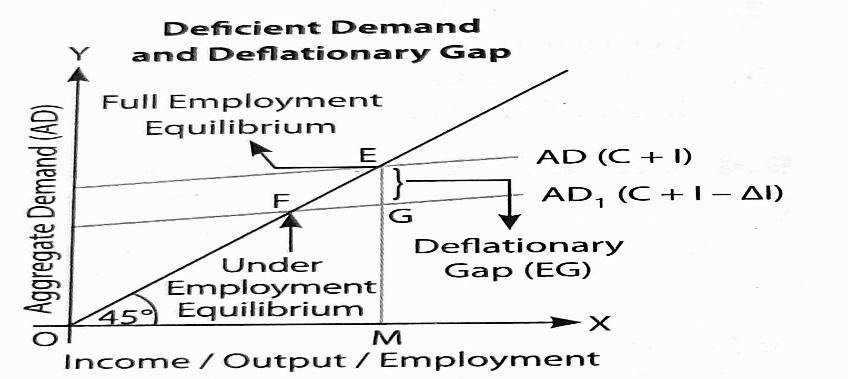 Deficient Demand
and Deflationary Gap
Y
Full Employment
Equilibrium
Aggregate Demand (AD)
E
AD (C + I)
}
F
AD₁ (C + I – ΔI)
G
Deflationary
Gap (EG)
Under
Employment
Equilibrium
45°
O
M
X
Income / Output / Employment